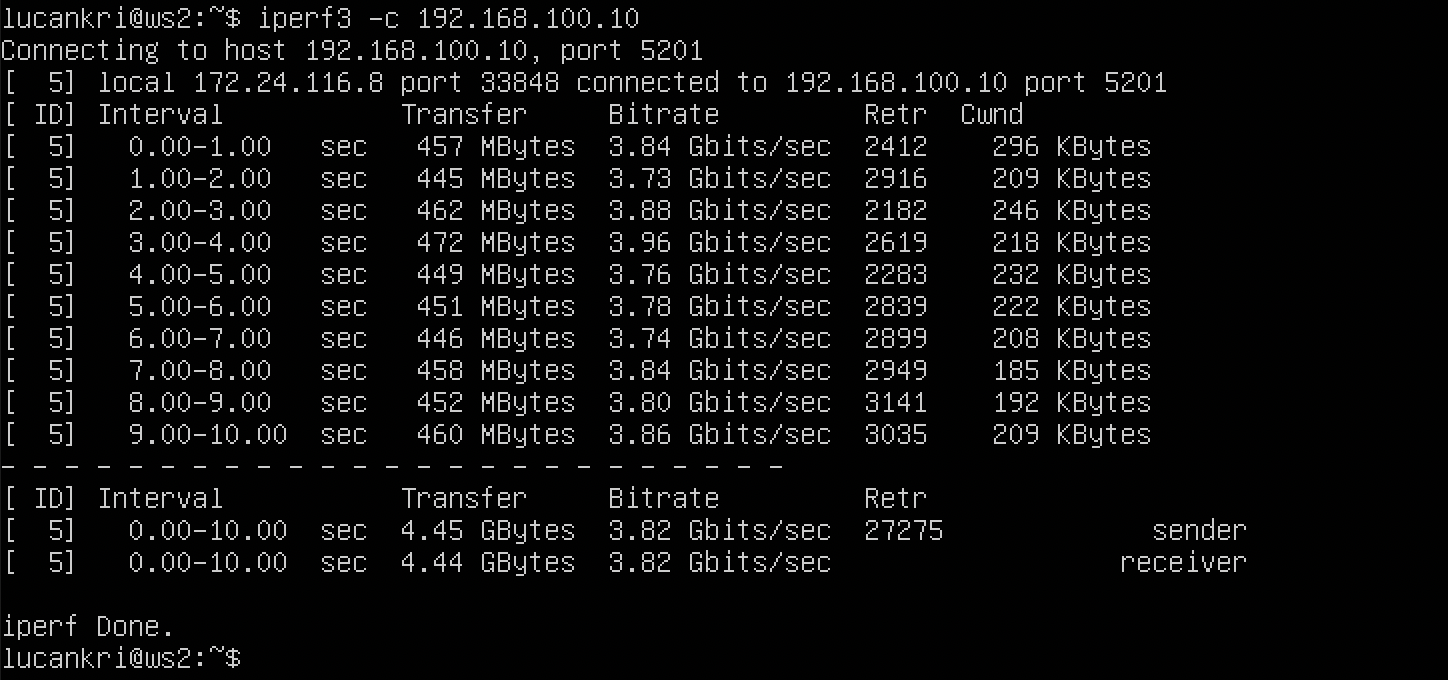 lucankri@ws2:~$ iperf3 -c 192.168.100.10
Connecting to host 192.168.100.10, port 5201
[  5] local 172.24.116.8 port 33848 connected to 192.168.100.10 port 5201
[ ID] Interval           Transfer     Bitrate         Retr  Cwnd
[  5]   0.00-1.00   sec   457 MBytes  3.84 Gbits/sec  2412    296 KBytes
[  5]   1.00-2.00   sec   445 MBytes  3.73 Gbits/sec  2916    209 KBytes
[  5]   2.00-3.00   sec   462 MBytes  3.88 Gbits/sec  2182    246 KBytes
[  5]   3.00-4.00   sec   472 MBytes  3.96 Gbits/sec  2619    218 KBytes
[  5]   4.00-5.00   sec   449 MBytes  3.76 Gbits/sec  2283    232 KBytes
[  5]   5.00-6.00   sec   451 MBytes  3.78 Gbits/sec  2839    222 KBytes
[  5]   6.00-7.00   sec   446 MBytes  3.74 Gbits/sec  2899    208 KBytes
[  5]   7.00-8.00   sec   458 MBytes  3.84 Gbits/sec  2949    185 KBytes
[  5]   8.00-9.00   sec   452 MBytes  3.80 Gbits/sec  3141    192 KBytes
[  5]   9.00-10.00  sec   460 MBytes  3.86 Gbits/sec  3035    209 KBytes
- - - - - - - - - - - - - - - - - - - - - - - - -
[ ID] Interval           Transfer     Bitrate         Retr
[  5]   0.00-10.00  sec  4.45 GBytes  3.82 Gbits/sec  27275             sender
[  5]   0.00-10.00  sec  4.44 GBytes  3.82 Gbits/sec                  receiver

iperf Done.
lucankri@ws2:~$